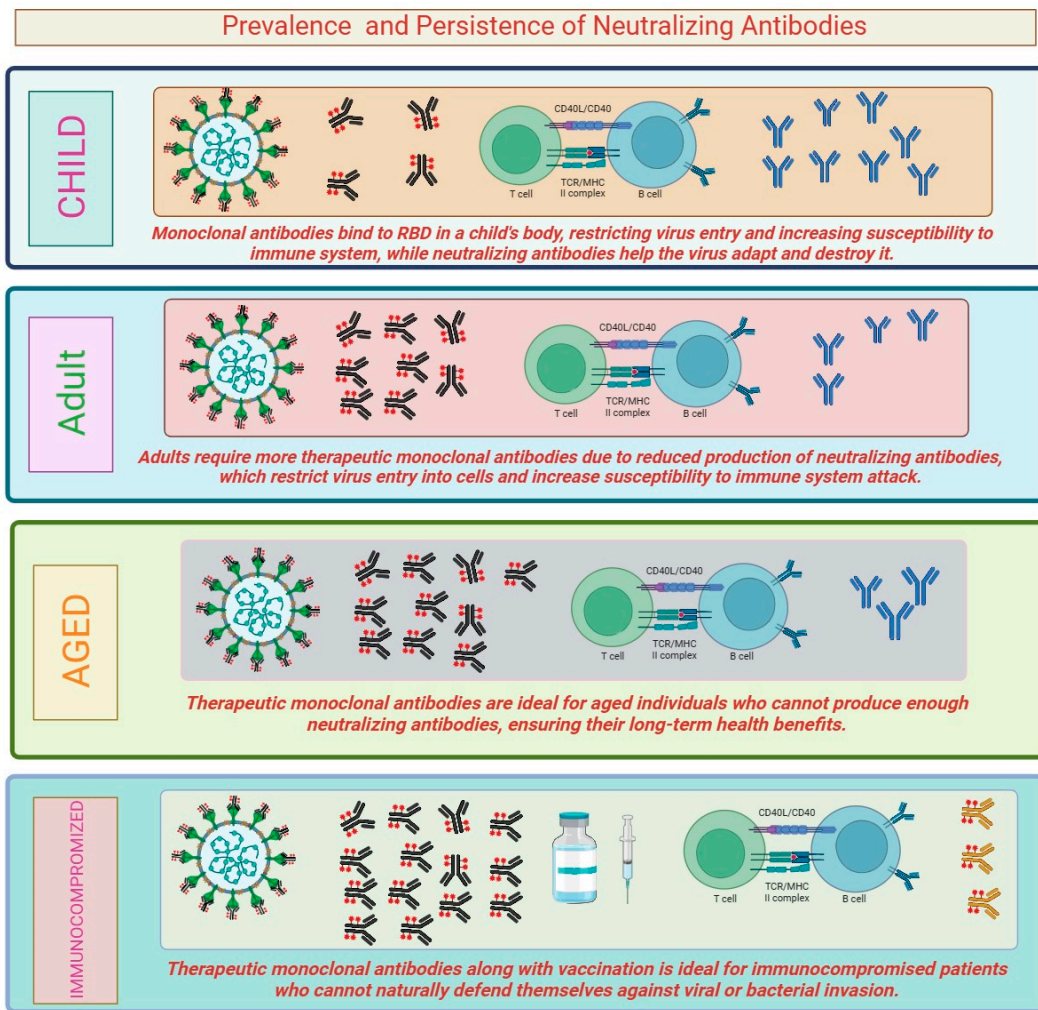 Prevalence and Persistence of Neutralizing Antibodies
CHILD
CD40L/CD40
T cell
TCR/MHC
II complex
B cell
Monoclonal antibodies bind to RBD in a child's body, restricting virus entry and increasing susceptibility to
immune system, while neutralizing antibodies help the virus adapt and destroy it.
Adult
CD40L/CD40
T cell
TCR/MHC
II complex
B cell
Adults require more therapeutic monoclonal antibodies due to reduced production of neutralizing antibodies,
which restrict virus entry into cells and increase susceptibility to immune system attack.
AGED
CD40L/CD40
T cell
TCR/MHC
II complex
B cell
Therapeutic monoclonal antibodies are ideal for aged individuals who cannot produce enough
neutralizing antibodies, ensuring their long-term health benefits.
IMMUNOCOMPROMIZED
CD40L/CD40
T cell
TCR/MHC
II complex
B cell
Therapeutic monoclonal antibodies along with vaccination is ideal for immunocompromised patients
who cannot naturally defend themselves against viral or bacterial invasion.